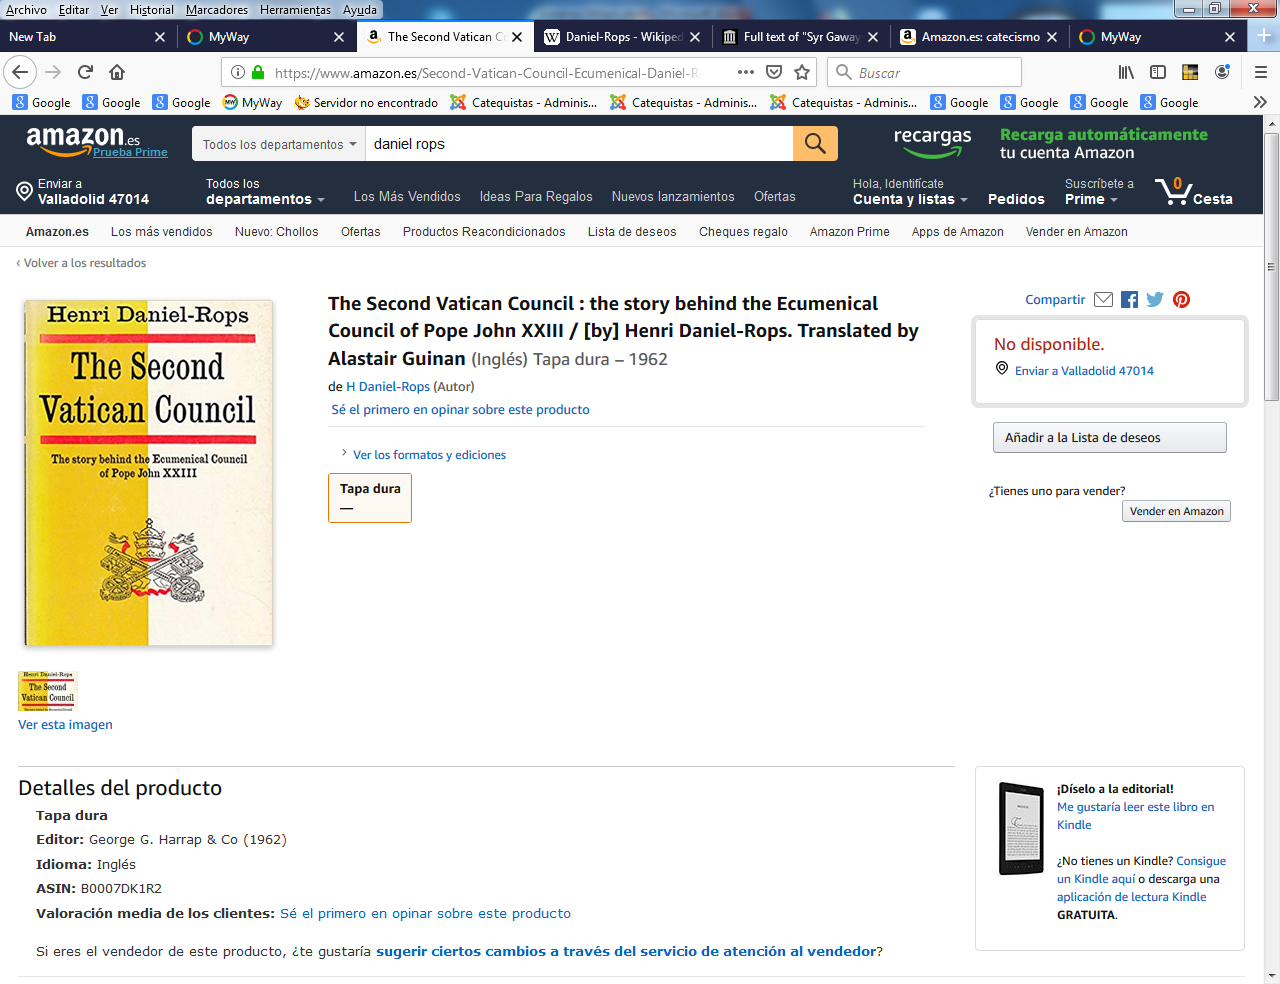 Archivo Editar Ver Historial Marcadores Herramientas Ayuda
New Tab
MyWay
The Second Vatican C
Daniel-Rops - Wikiped
Full text of "Syr Gaway
Amazon.es: catecismo
MyWay
https://www.amazon.es/Second-Vatican-Council-Ecumenical-Daniel-R
Buscar
Google Google Google MyWay Servidor no encontrado Catequistas - Adminis... Catequistas - Adminis... Catequistas - Adminis... Google Google Google Google
amazon.es
Prueba Prime
Todos los departamentos
daniel rops
recargas
Recarga automáticamente
tu cuenta Amazon
Enviar a
Valladolid 47014
Todos los
departamentos
Los Más Vendidos Ideas Para Regalos Nuevos lanzamientos Ofertas
Hola, Identifícate
Cuenta y listas
Pedidos
Suscríbete a
Prime
0
Cesta
Amazon.es Los más vendidos Nuevo: Chollos Ofertas Productos Reacondicionados Lista de deseos Cheques regalo Amazon Prime Apps de Amazon Vender en Amazon
‹ Volver a los resultados
Henri Daniel-Rops
The Second
Vatican Council
The story behind the Ecumenical Council
of Pope John XXIII
Henri Daniel-Rops
The Second
Vatican Council
Ver esta imagen
The Second Vatican Council : the story behind the Ecumenical
Council of Pope John XXIII / [by] Henri Daniel-Rops. Translated by
Alastair Guinan (Inglés) Tapa dura – 1962
de H Daniel-Rops (Autor)
Sé el primero en opinar sobre este producto
Ver los formatos y ediciones
Tapa dura
—
Compartir
No disponible.
Enviar a Valladolid 47014
Añadir a la Lista de deseos
¿Tienes uno para vender?
Vender en Amazon
Detalles del producto
Tapa dura
Editor: George G. Harrap & Co (1962)
Idioma: Inglés
ASIN: B0007DK1R2
Valoración media de los clientes: Sé el primero en opinar sobre este producto
Si eres el vendedor de este producto, ¿te gustaría sugerir ciertos cambios a través del servicio de atención al vendedor?
¡Díselo a la editorial!
Me gustaría leer este libro en
Kindle
¿No tienes un Kindle? Consigue
un Kindle aquí o descarga una
aplicación de lectura Kindle
GRATUITA.